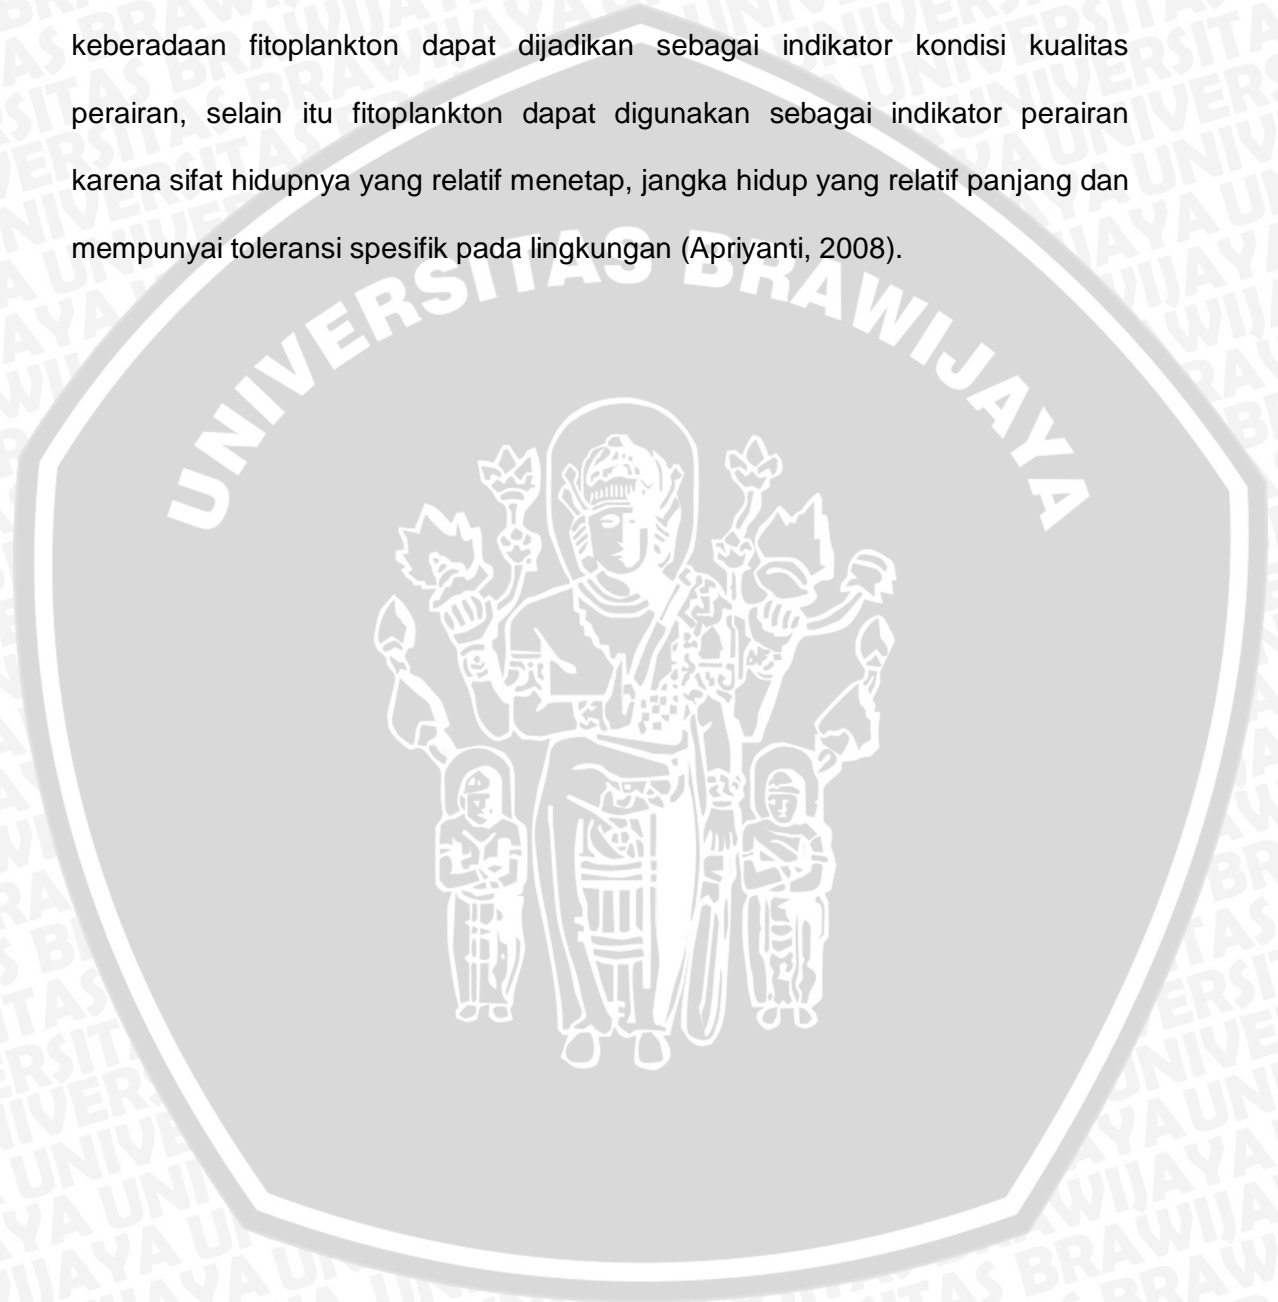 keberadaan fitoplankton dapat dijadikan sebagai indikator kondisi kualitas
perairan, selain itu fitoplankton dapat digunakan sebagai indikator perairan
karena sifat hidupnya yang relatif menetap, jangka hidup yang relatif panjang dan
mempunyai toleransi spesifik pada lingkungan (Apriyanti, 2008).
UNIVERSITAS BRAWIJAYA